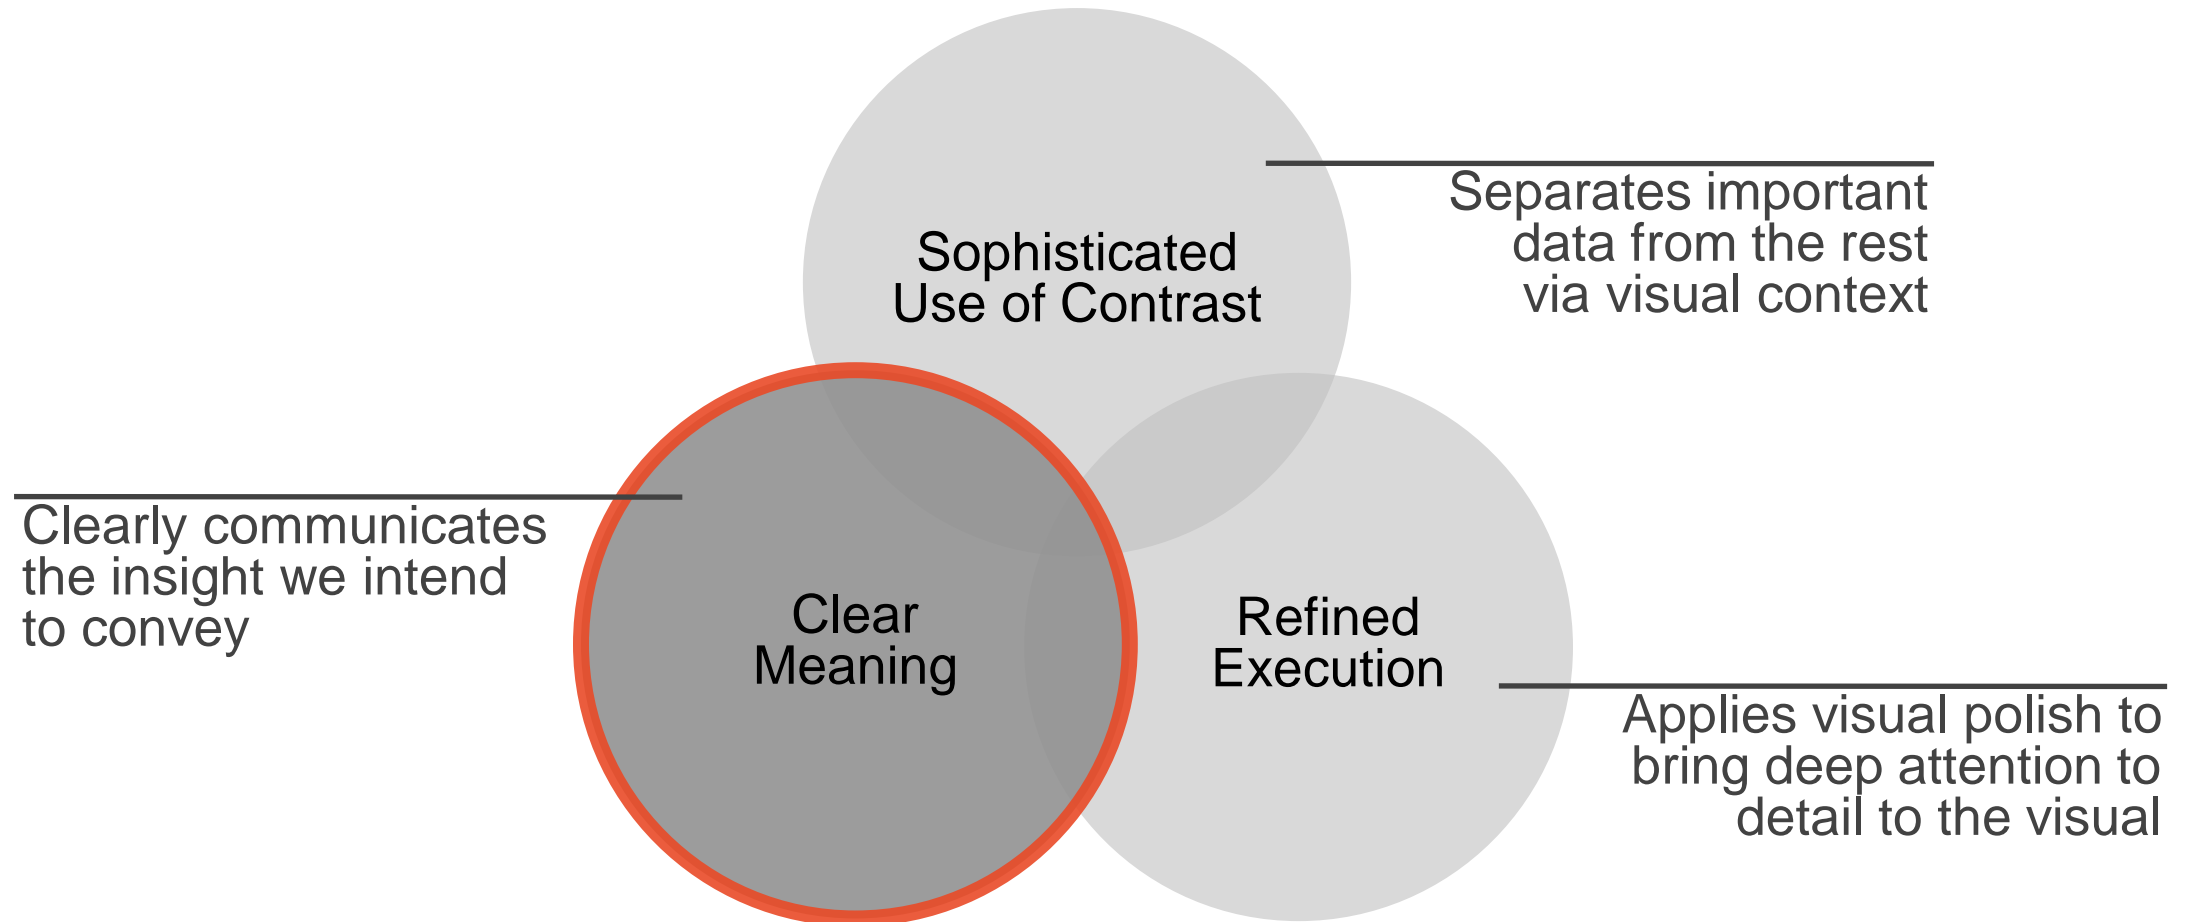 Sophisticated
Use of Contrast
Separates important
data from the rest
via visual context
Clearly communicates
the insight we intend
to convey
Clear
Meaning
Refined
Execution
Applies visual polish to
bring deep attention to
detail to the visual